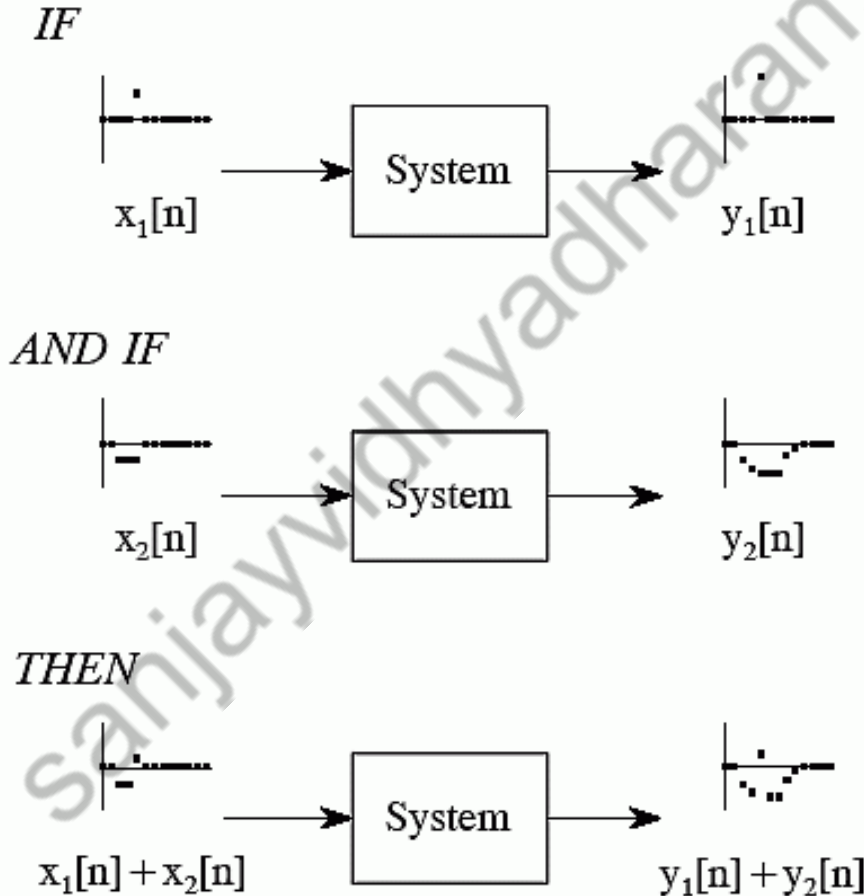 IF
System
x₁[n]
y₁[n]
AND IF
System
x₂[n]
y₂[n]
THEN
System
x₁[n] + x₂[n]
y₁[n] + y₂[n]
sanjayvidhyadharan